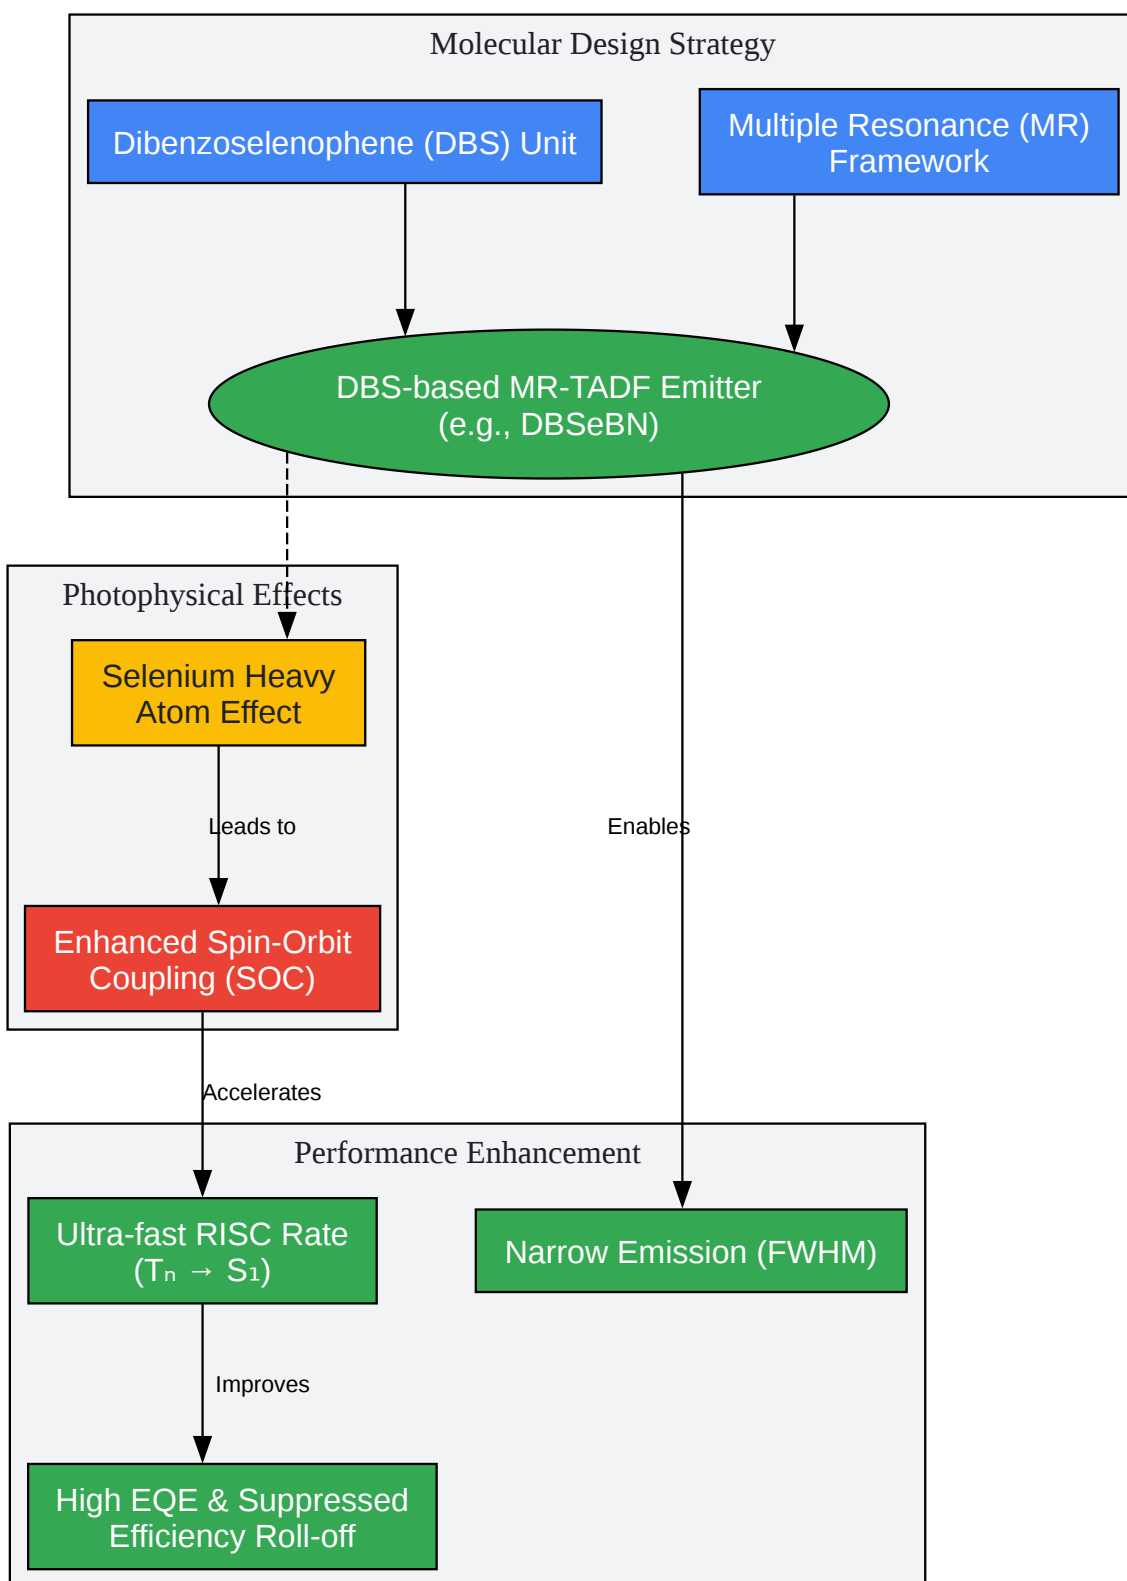 Molecular Design Strategy
Dibenzoselenophene (DBS) Unit
Multiple Resonance (MR)
Framework
DBS-based MR-TADF Emitter
(e.g., DBSeBN)
Photophysical Effects
Selenium Heavy
Atom Effect
Leads to
Enables
Enhanced Spin-Orbit
Coupling (SOC)
Accelerates
Performance Enhancement
Ultra-fast RISC Rate
(Tₙ → S₁)
Narrow Emission (FWHM)
Improves
High EQE & Suppressed
Efficiency Roll-off